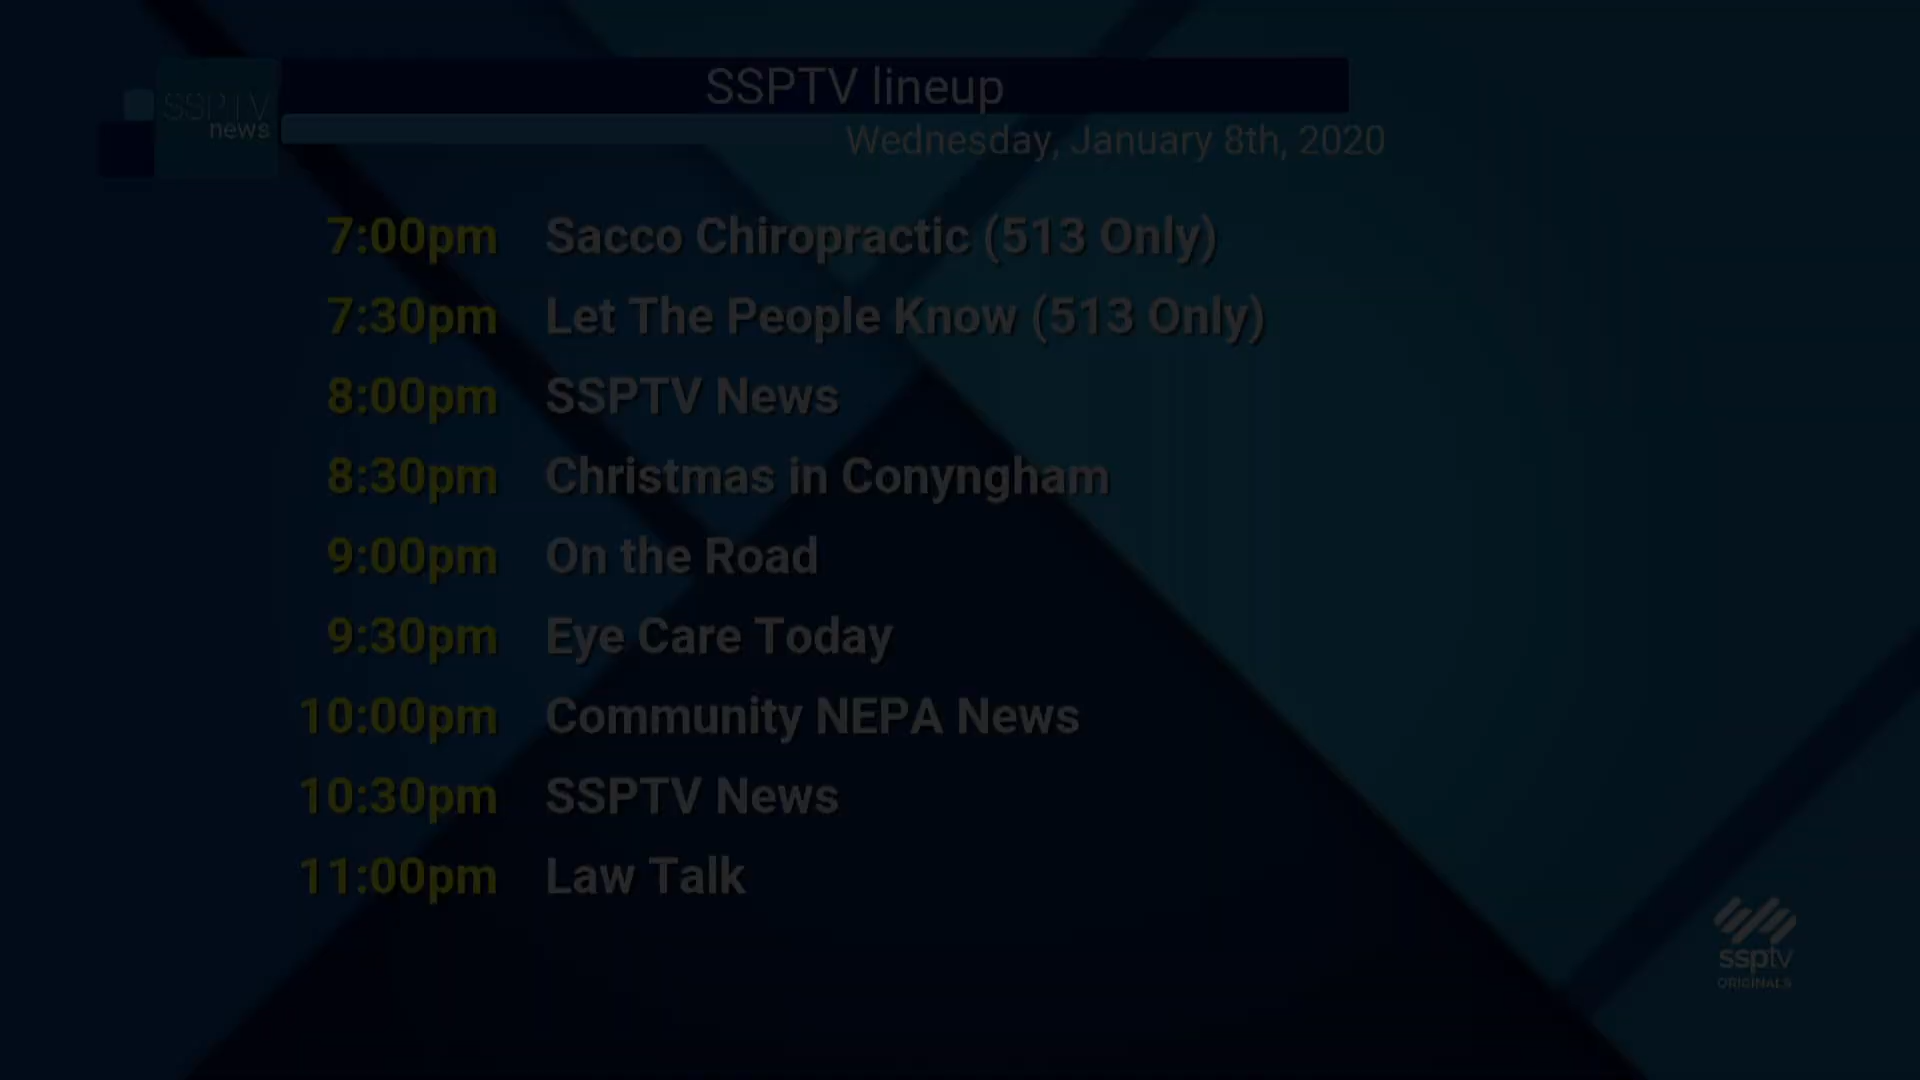 SSPTV lineup
SSPTV
news
Wednesday, January 8th, 2020
7:00pm Sacco Chiropractic (513 Only)
7:30pm Let The People Know (513 Only)
8:00pm SSPTV News
8:30pm Christmas in Conyngham
9:00pm On the Road
9:30pm Eye Care Today
10:00pm Community NEPA News
10:30pm SSPTV News
11:00pm Law Talk
ssptv
ORIGINALS